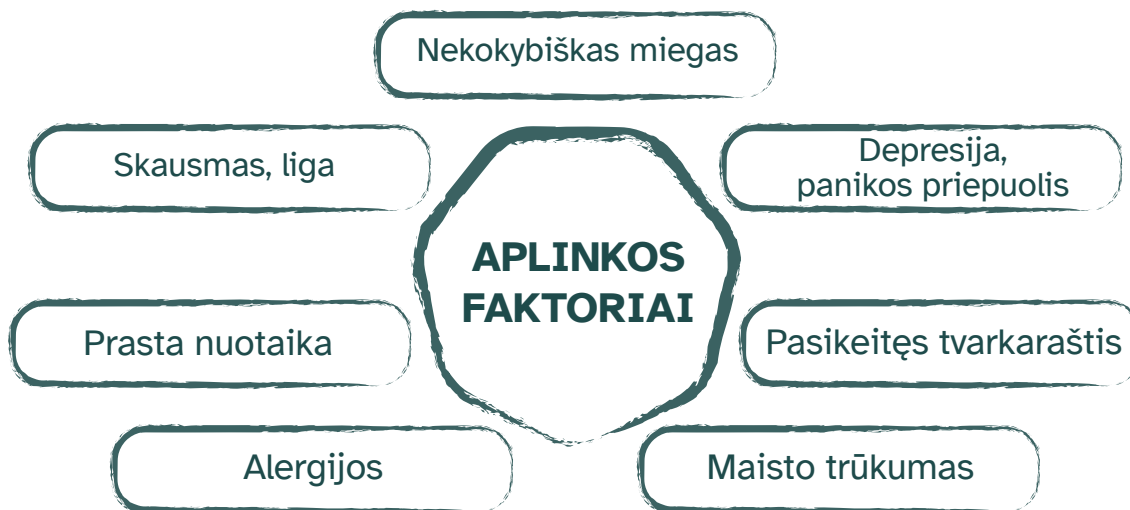 Nekokybiškas miegas
Skausmas, liga
Depresija,
panikos priepuolis
APLINKOS
FAKTORIAI
Prasta nuotaika
Pasikeitęs tvarkaraštis
Alergijos
Maisto trūkumas